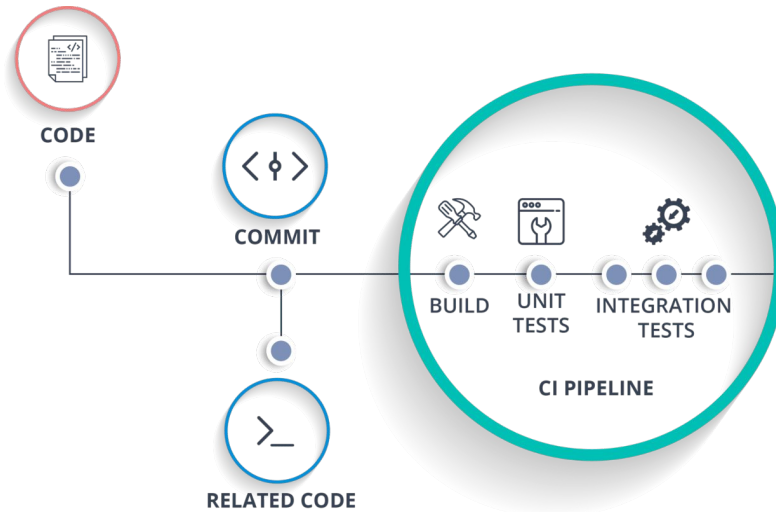 CODE
COMMIT
BUILD
UNIT
TESTS
INTEGRATION
TESTS
CI PIPELINE
RELATED CODE